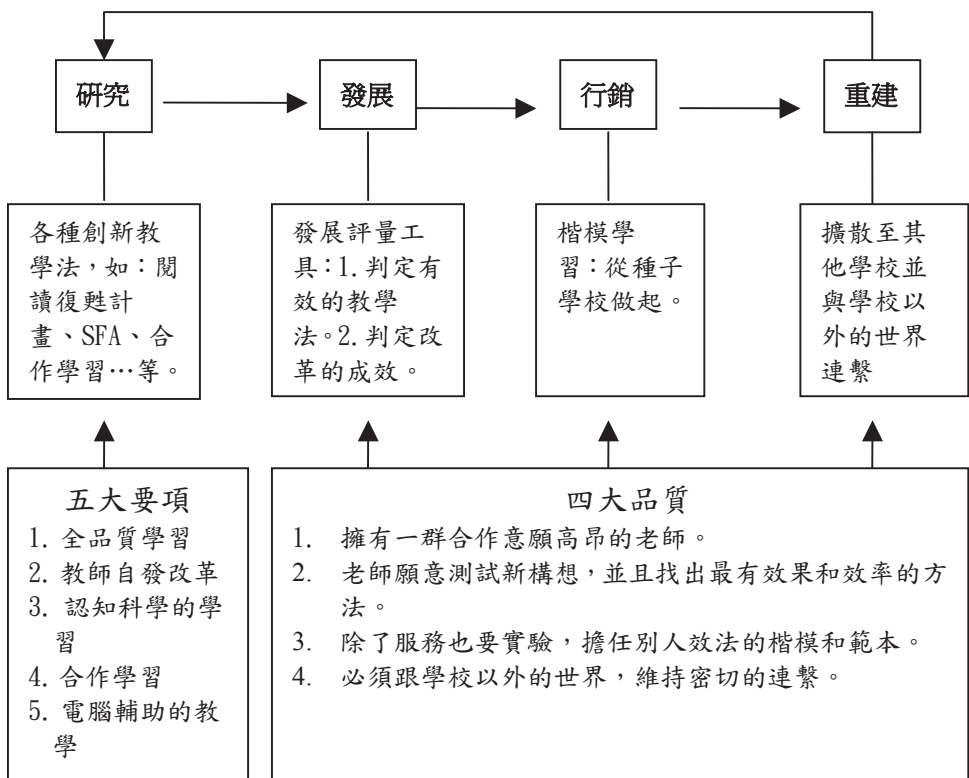 研究
發展
行銷
重建
各種創新教
學法，如：閱
讀復甦計
畫、SFA、合
作學習…等。
發展評量工
具：1.判定有
效的教學
法。2.判定改
革的成效。
楷模學
習：從種子
學校做起。
擴散至其
他學校並
與學校以
外的世界
連繫
五大要項
1. 全品質學習
2. 教師自發改革
3. 認知科學的學
習
4. 合作學習
5. 電腦輔助的教
學
四大品質
1. 擁有一群合作意願高昂的老師。
2. 老師願意測試新構想，並且找出最有效果和效率的方
法。
3. 除了服務也要實驗，擔任別人效法的楷模和範本。
4. 必須跟學校以外的世界，維持密切的連繫。